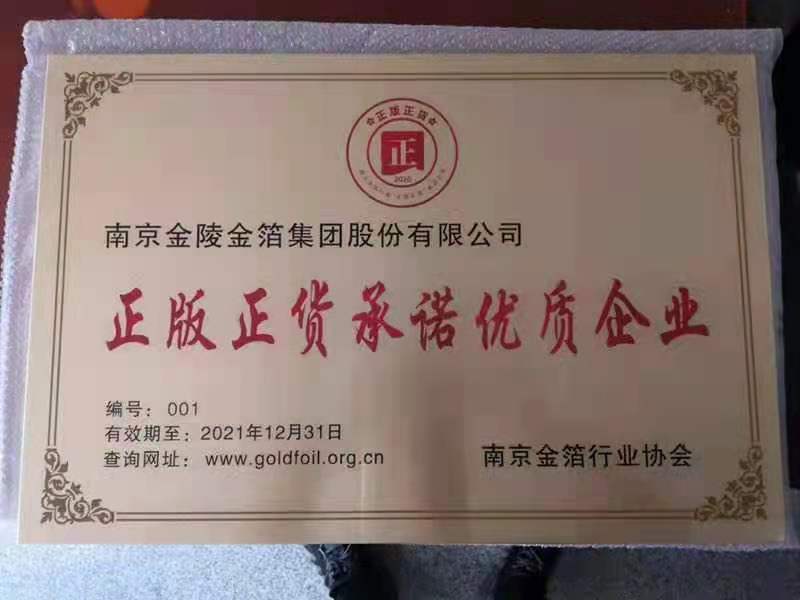 ☆正版正货☆
正
2020
南京金陵金箔集团股份有限公司
正版正货承诺优质企业
编号：001
有效期至：2021年12月31日
查询网址：www.goldfoil.org.cn
南京金箔行业协会